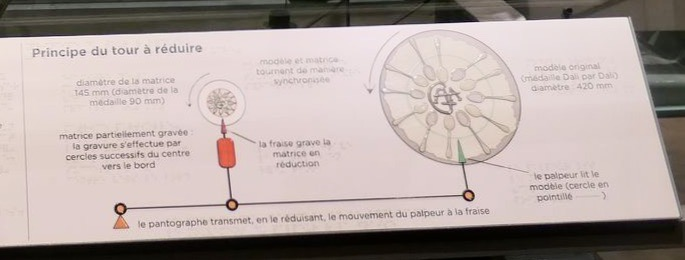 Principe du tour à réduire
diamètre de la matrice
145 mm (diamètre de la
médaille 90 mm)
modèle et matrice
tournent de manière
synchronisée
modèle original
(médaille Dali par Dali)
diamètre : 420 mm
matrice partiellement gravée :
la gravure s'effectue par
cercles successifs du centre
vers le bord
la fraise grave la
matrice en
réduction
le palpeur lit le
modèle (cercle en
pointillé ········· )
le pantographe transmet, en le réduisant, le mouvement du palpeur à la fraise